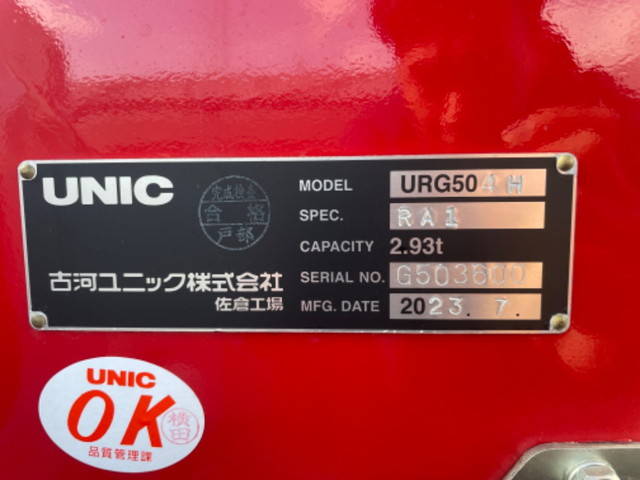 UNIC
完成検査
合格
戸部
MODEL URG504H
SPEC. RA1
CAPACITY 2.93t
古河ユニック株式会社
佐倉工場
SERIAL NO.
MFG. DATE 2023. 7.
UNIC
OK
横田
品質管理課